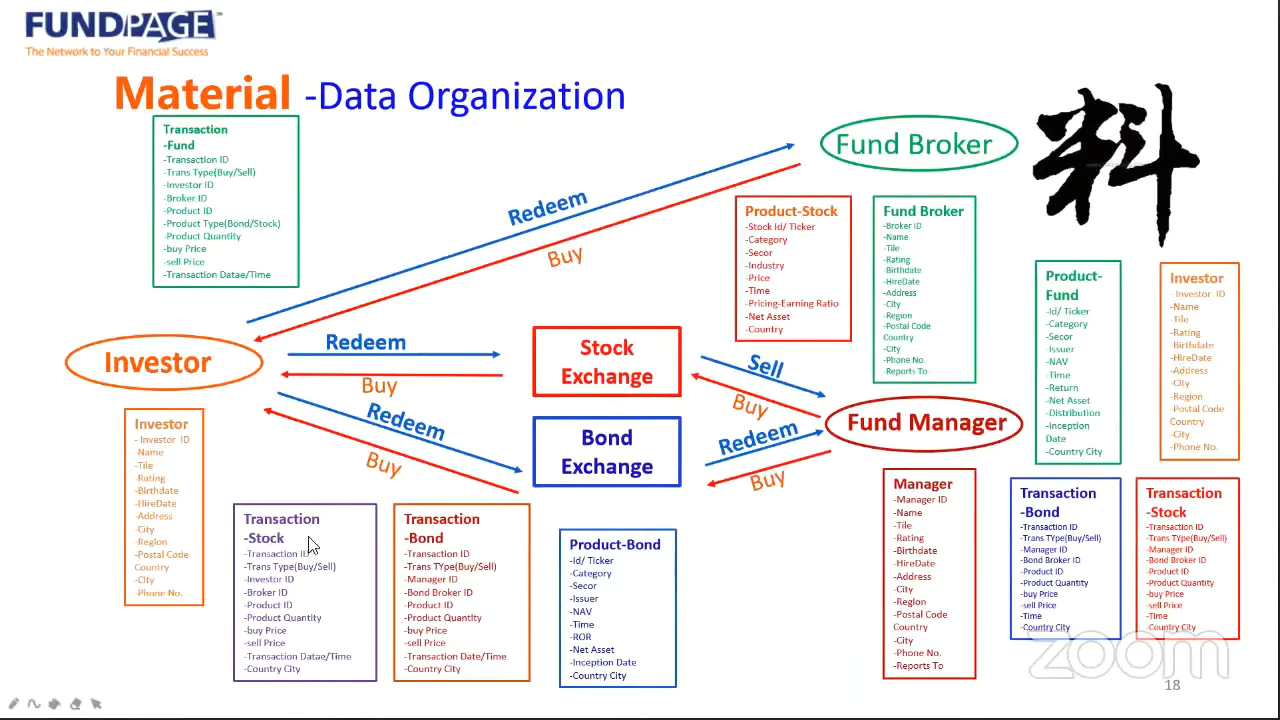 FUNDPAGE
The Network to Your Financial Success
Material -Data Organization
料
Transaction
-Fund
-Transaction ID
-Trans Type(Buy/Sell)
-Investor ID
-Broker ID
-Product ID
-Product Type(Bond/Stock)
-Product Quantity
-buy Price
-sell Price
-Transaction Datae/Time
Fund Broker
Redeem
Buy
Product-Stock
-Stock Id/ Ticker
-Category
-Secor
-Industry
-Price
-Time
-Pricing-Earning Ratio
-Net Asset
-Country
Fund Broker
-Broker ID
-Name
-Tile
-Rating
-Birthdate
-HireDate
-Address
-City
-Region
-Postal Code
Country
-City
-Phone No.
-Reports To
Product-
Fund
-Id/ Ticker
-Category
-Secor
-Issuer
-NAV
-Time
-Return
-Net Asset
-Distribution
-Inception
Date
-Country City
Investor
- Investor ID
-Name
-Tile
-Rating
-Birthdate
-HireDate
-Address
-City
-Region
-Postal Code
Country
-City
-Phone No.
Investor
Redeem
Buy
Stock
Exchange
Sell
Buy
Redeem
Buy
Bond
Exchange
Redeem
Buy
Fund Manager
Investor
- Investor ID
-Name
-Tile
-Rating
-Birthdate
-HireDate
-Address
-City
-Region
-Postal Code
Country
-City
-Phone No.
Transaction
-Stock
-Transaction ID
-Trans TYpe(Buy/Sell)
-Investor ID
-Broker ID
-Product ID
-Product Quantity
-buy Price
-sell Price
-Transaction Datae/Time
-Country City
Transaction
-Bond
-Transaction ID
-Trans TYpe(Buy/Sell)
-Manager ID
-Bond Broker ID
-Product ID
-Product Quantity
-buy Price
-sell Price
-Transaction Date/Time
-Country City
Product-Bond
-Id/ Ticker
-Category
-Secor
-Issuer
-NAV
-Time
-ROR
-Net Asset
-Inception Date
-Country City
Manager
-Manager ID
-Name
-Tile
-Rating
-Birthdate
-HireDate
-Address
-City
-Region
-Postal Code
Country
-City
-Phone No.
-Reports To
Transaction
-Bond
-Transaction ID
-Trans TYpe(Buy/Sell)
-Manager ID
-Bond Broker ID
-Product ID
-Product Quantity
-buy Price
-sell Price
-Time
-Country City
Transaction
-Stock
-Transaction ID
-Trans TYpe(Buy/Sell)
-Manager ID
-Bond Broker ID
-Product ID
-Product Quantity
-buy Price
-sell Price
-Time
-Country City
zoom
18